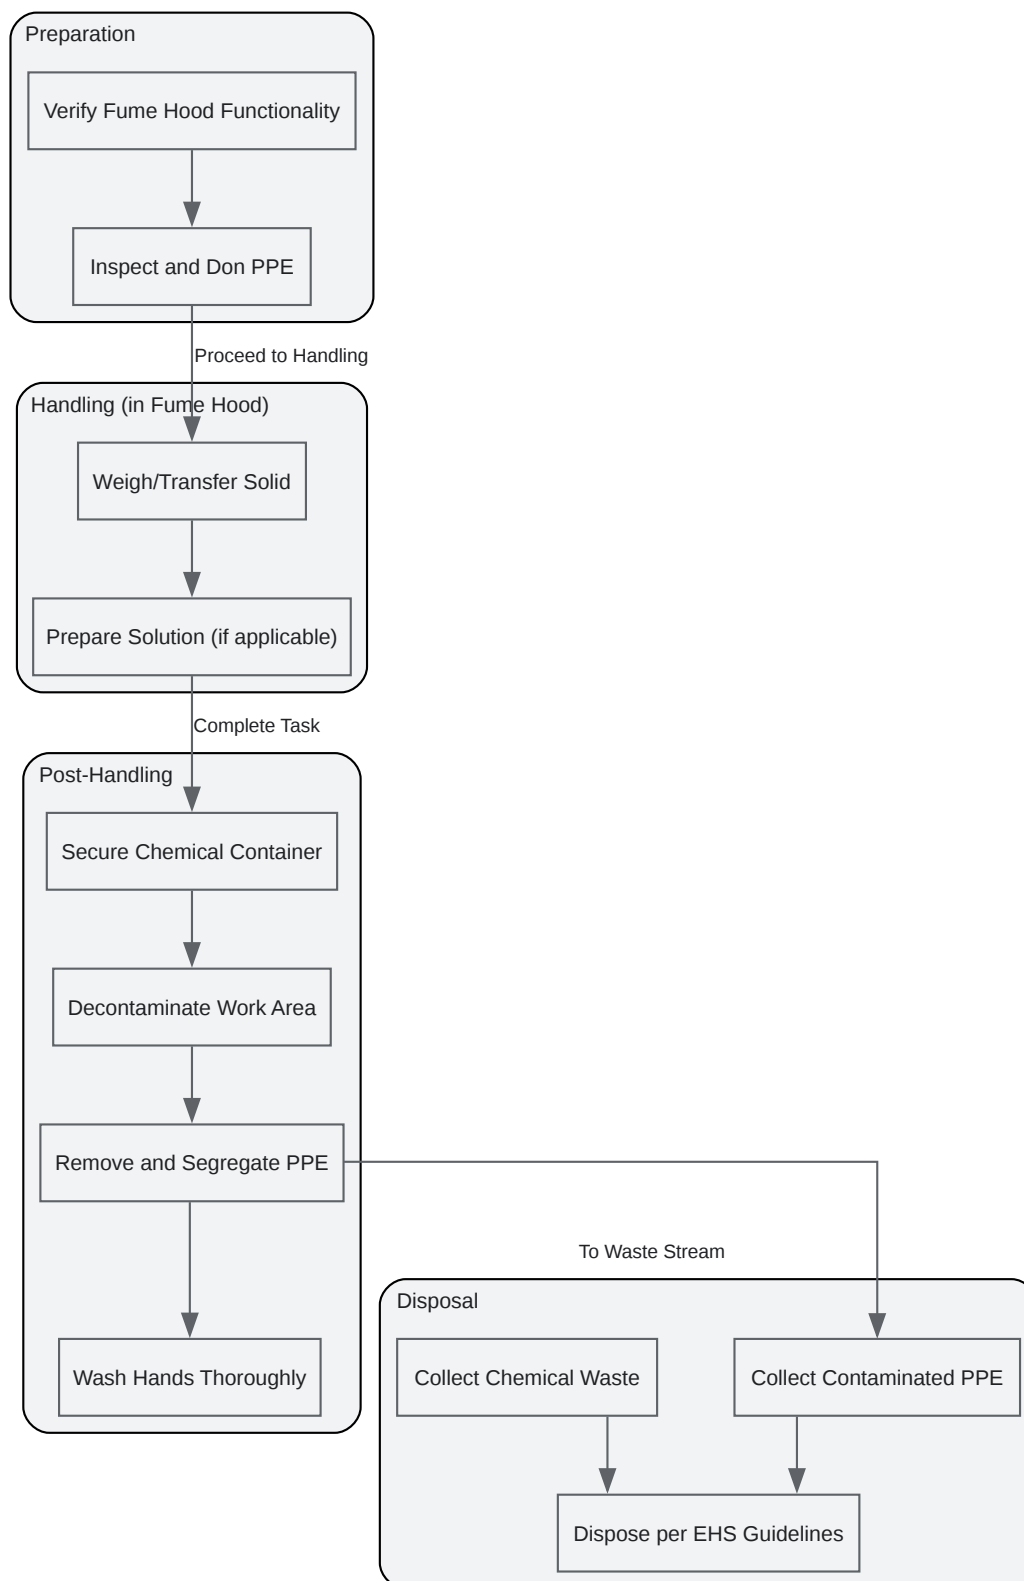 Preparation
Verify Fume Hood Functionality
Inspect and Don PPE
Proceed to Handling
Handling (in Fume Hood)
Weigh/Transfer Solid
Prepare Solution (if applicable)
Complete Task
Post-Handling
Secure Chemical Container
Decontaminate Work Area
Remove and Segregate PPE
To Waste Stream
Disposal
Wash Hands Thoroughly
Collect Chemical Waste
Collect Contaminated PPE
Dispose per EHS Guidelines